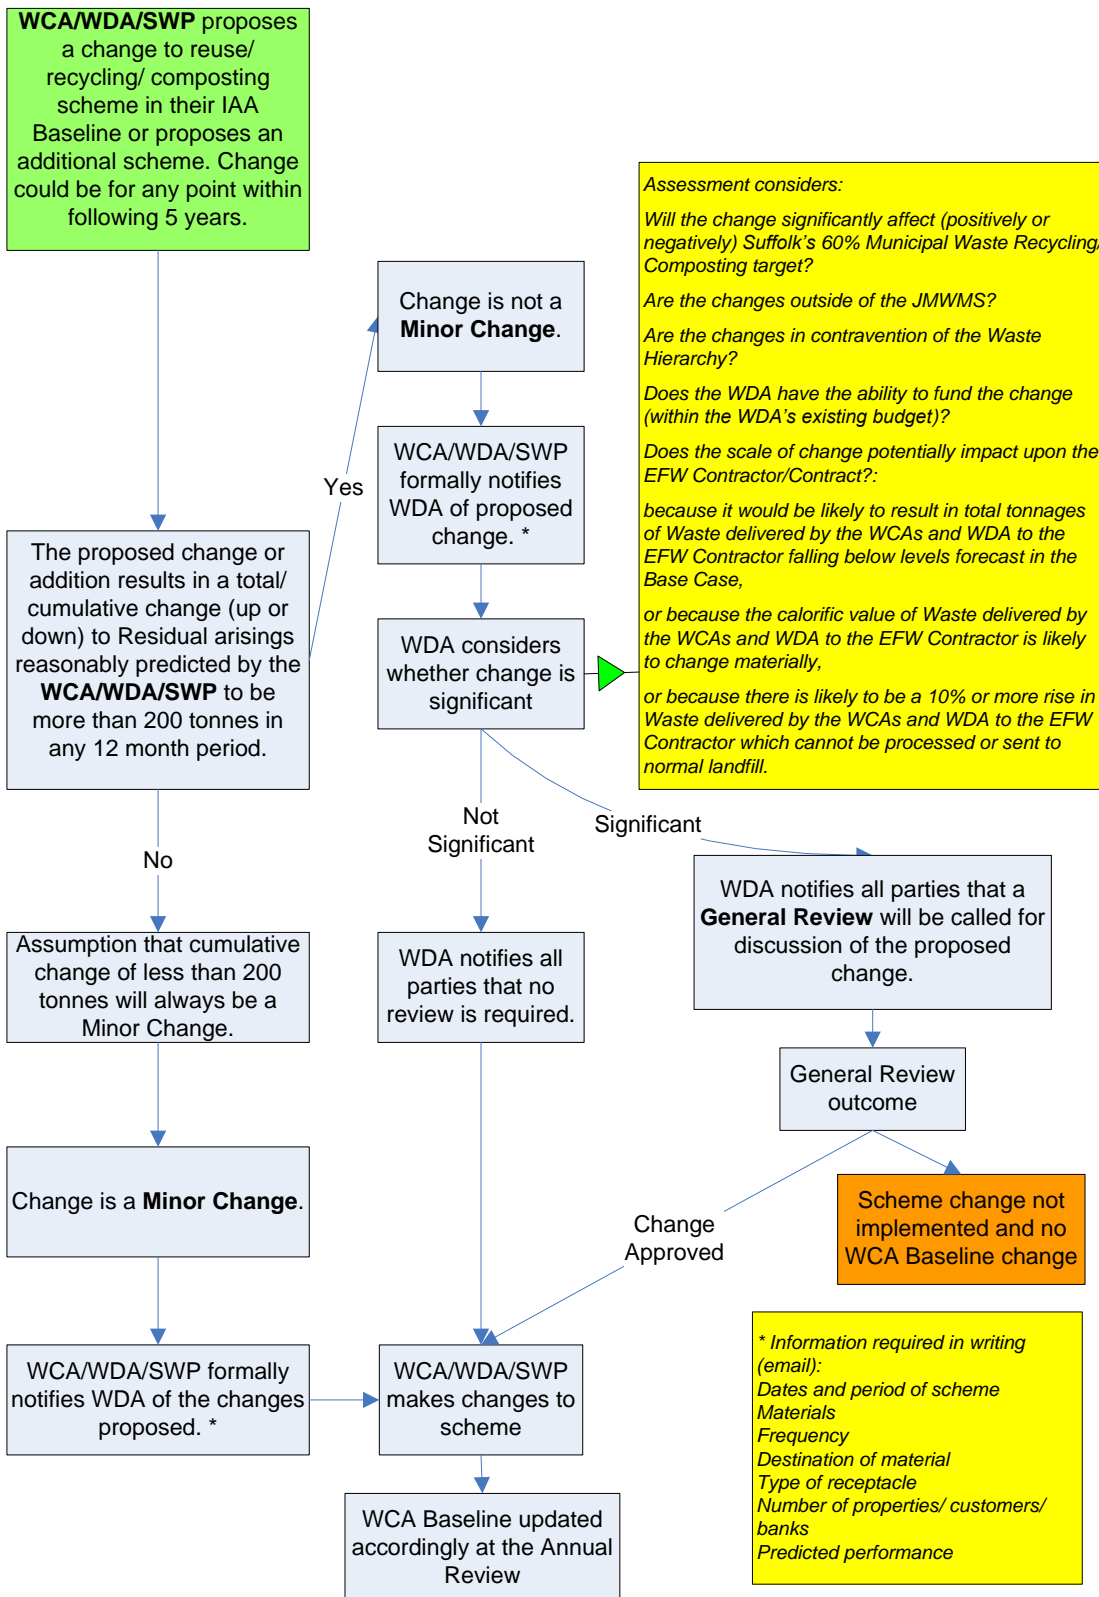 WCA/WDA/SWP proposes
a change to reuse/
recycling/ composting
scheme in their IAA
Baseline or proposes an
additional scheme. Change
could be for any point within
following 5 years.
Assessment considers:
Will the change significantly affect (positively or
negatively) Suffolk's 60% Municipal Waste Recycling/
Composting target?
Are the changes outside of the JMWMS?
Are the changes in contravention of the Waste
Hierarchy?
Does the WDA have the ability to fund the change
(within the WDA's existing budget)?
Does the scale of change potentially impact upon the
EFW Contractor/Contract?:
because it would be likely to result in total tonnages
of Waste delivered by the WCAs and WDA to the
EFW Contractor falling below levels forecast in the
Base Case,
or because the calorific value of Waste delivered by
the WCAs and WDA to the EFW Contractor is likely
to change materially,
or because there is likely to be a 10% or more rise in
Waste delivered by the WCAs and WDA to the EFW
Contractor which cannot be processed or sent to
normal landfill.
Change is not a
Minor Change.
WCA/WDA/SWP
formally notifies
WDA of proposed
change. *
Yes
The proposed change or
addition results in a total/
cumulative change (up or
down) to Residual arisings
reasonably predicted by the
WCA/WDA/SWP to be
more than 200 tonnes in
any 12 month period.
WDA considers
whether change is
significant
Not
Significant
Significant
No
WDA notifies all parties that a
General Review will be called for
discussion of the proposed
change.
Assumption that cumulative
change of less than 200
tonnes will always be a
Minor Change.
WDA notifies all
parties that no
review is required.
General Review
outcome
Change is a Minor Change.
Change
Approved
Scheme change not
implemented and no
WCA Baseline change
WCA/WDA/SWP formally
notifies WDA of the changes
proposed. *
WCA/WDA/SWP
makes changes to
scheme
* Information required in writing
(email):
Dates and period of scheme
Materials
Frequency
Destination of material
Type of receptacle
Number of properties/ customers/
banks
Predicted performance
WCA Baseline updated
accordingly at the Annual
Review